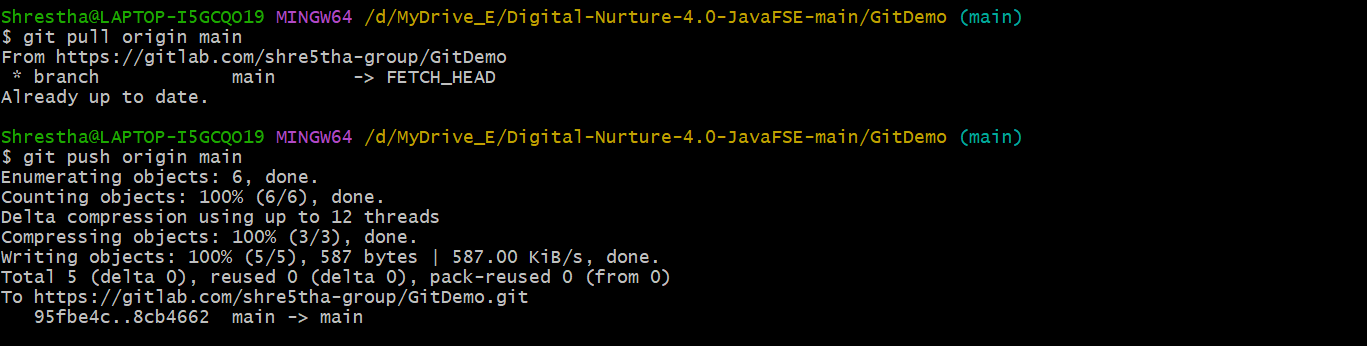 Shrestha@LAPTOP-I5GCQO19 MINGW64 /d/MyDrive_E/Digital-Nurture-4.0-JavaFSE-main/GitDemo (main)
$ git pull origin main
From https://gitlab.com/shre5tha-group/GitDemo
 * branch            main       -> FETCH_HEAD
Already up to date.

Shrestha@LAPTOP-I5GCQO19 MINGW64 /d/MyDrive_E/Digital-Nurture-4.0-JavaFSE-main/GitDemo (main)
$ git push origin main
Enumerating objects: 6, done.
Counting objects: 100% (6/6), done.
Delta compression using up to 12 threads
Compressing objects: 100% (3/3), done.
Writing objects: 100% (5/5), 587 bytes | 587.00 KiB/s, done.
Total 5 (delta 0), reused 0 (delta 0), pack-reused 0 (from 0)
To https://gitlab.com/shre5tha-group/GitDemo.git
   95fbe4c..8cb4662  main -> main